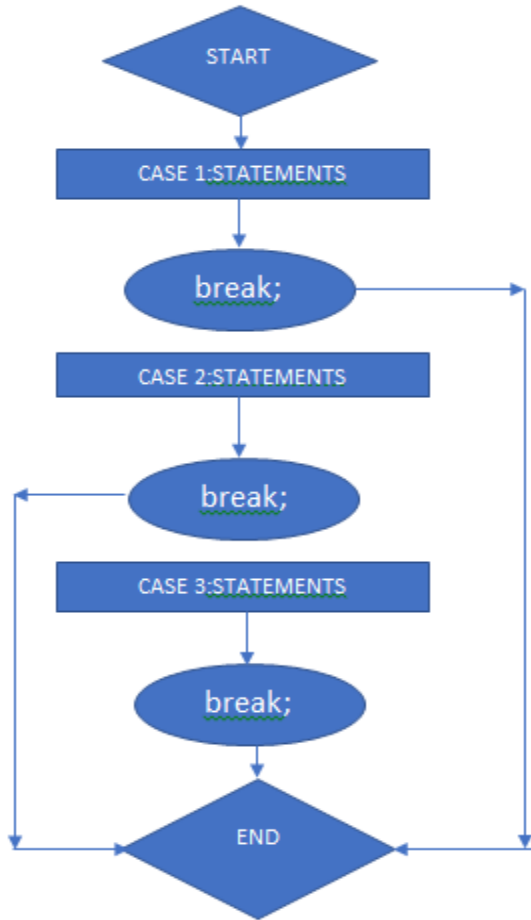 START
CASE 1:STATEMENTS
break;
CASE 2:STATEMENTS
break;
CASE 3:STATEMENTS
break;
END